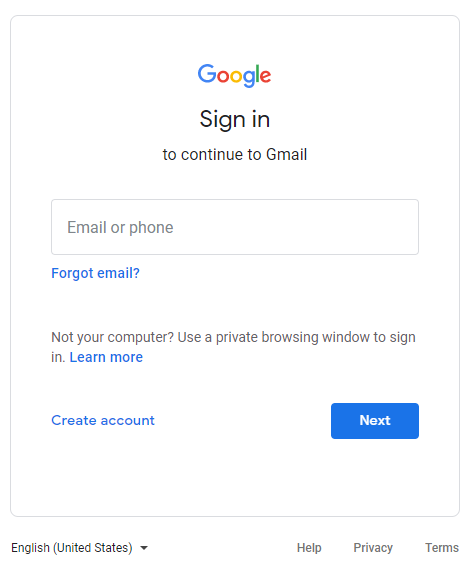 Google
Sign in
to continue to Gmail
Email or phone
Forgot email?
Not your computer? Use a private browsing window to sign
in. Learn more
Create account Next
English (United States) Help Privacy Terms